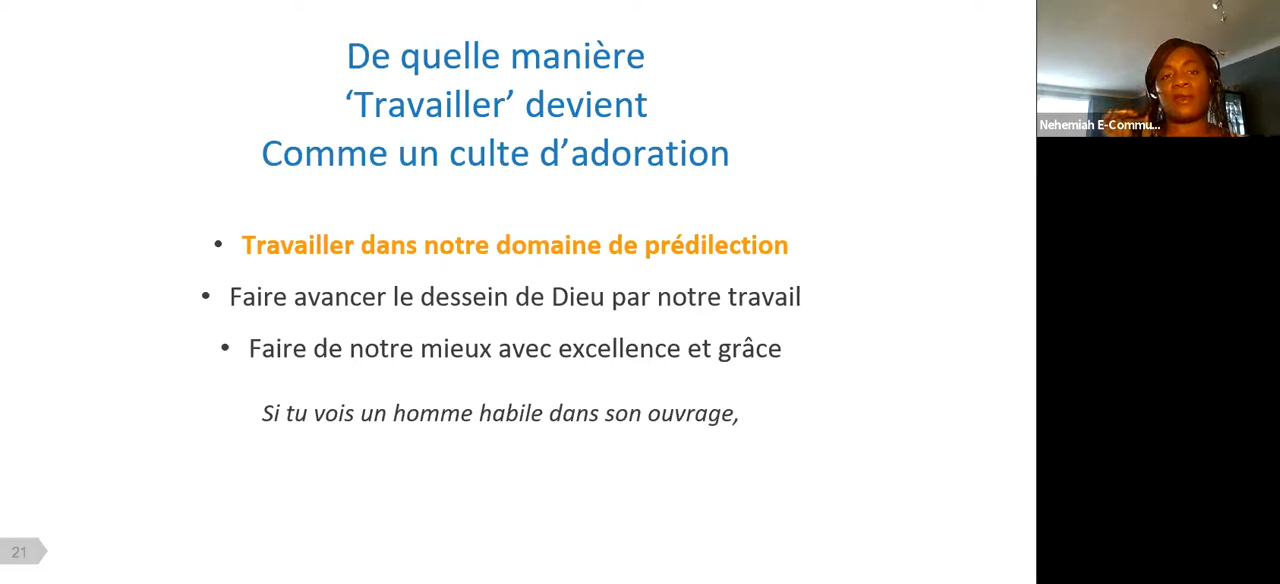 De quelle manière
‘Travailler’ devient
Comme un culte d’adoration
• Travailler dans notre domaine de prédilection
• Faire avancer le dessein de Dieu par notre travail
• Faire de notre mieux avec excellence et grâce
Si tu vois un homme habile dans son ouvrage,
21
Nehemiah E-Commu...